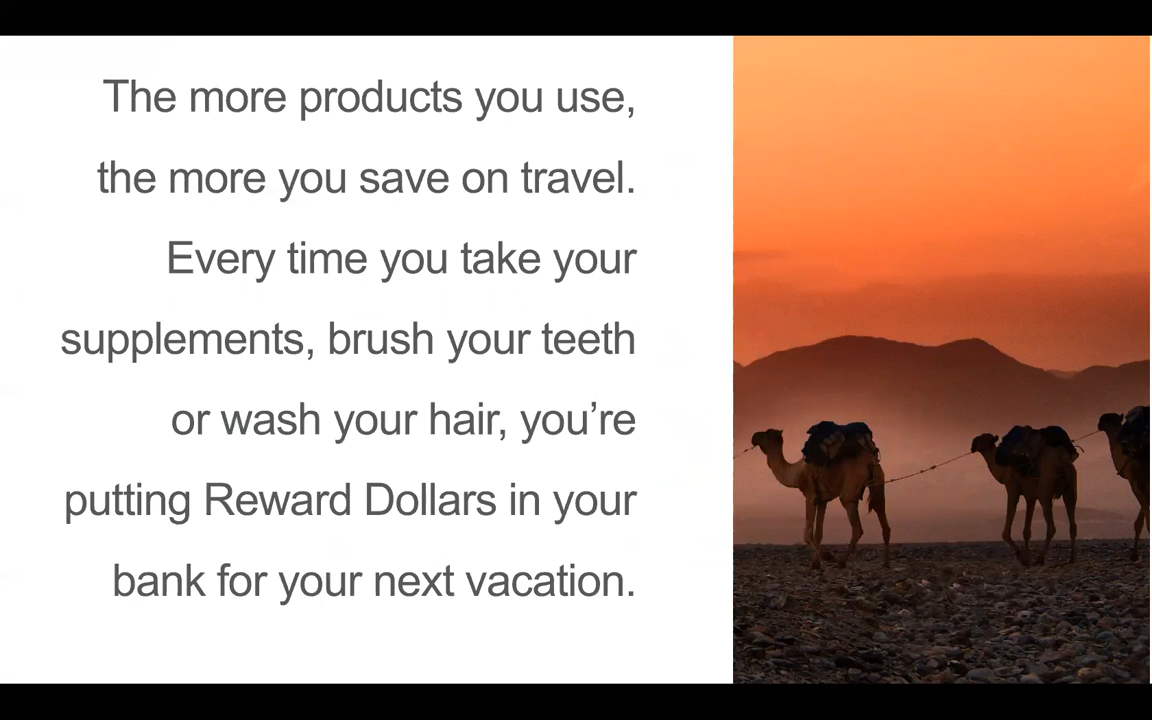 The more products you use,
the more you save on travel.
Every time you take your
supplements, brush your teeth
or wash your hair, you’re
putting Reward Dollars in your
bank for your next vacation.